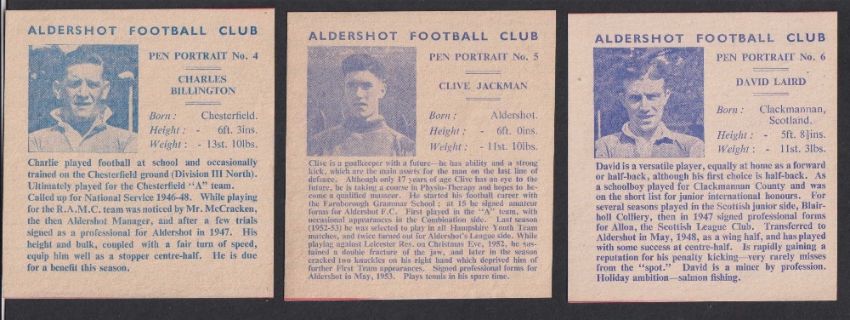 ALDERSHOT FOOTBALL CLUB
PEN PORTRAIT No. 4
CHARLES
BILLINGTON
Born: Chesterfield.
Height: - 6ft. 3ins.
Weight: - 13st. 10lbs.
Charlie played football at school and occasionally
trained on the Chesterfield ground (Division III North).
Ultimately played for the Chesterfield "A" team.
Called up for National Service 1946-48. While playing
for the R.A.M.C. team was noticed by Mr. McCracken,
the then Aldershot Manager, and after a few trials
signed as a professional for Aldershot in 1947. His
height and bulk, coupled with a fair turn of speed,
equip him well as a stopper centre-half. He is due
for a benefit this season.
ALDERSHOT FOOTBALL CLUB
PEN PORTRAIT No. 5
CLIVE JACKMAN
Born: Aldershot.
Height: - 6ft. 0ins.
Weight: - 11st. 10lbs.
Clive is a goalkeeper with a future—he has ability and a strong
kick, which are the main assets for the man on the last line of
defence. Although only 17 years of age Clive has an eye to the
future, he is taking a course in Physio-Therapy and hopes to be-
come a qualified masseur. He started his football career with
the Farnborough Grammar School; at 15 he signed amateur
forms for Aldershot F.C. First played in the "A" team, with
occasional appearances in the Combination side. Last season
(1952-53) he was selected to play in all Hampshire Youth Team
matches, and twice turned out for Aldershot's League side. While
playing against Leicester Res. on Christmas Eve, 1952, he sus-
tained a double fracture of the jaw, and later in the season
cracked two knuckles on his right hand which deprived him of
further First Team appearances. Signed professional forms for
Aldershot in May, 1953. Plays tennis in his spare time.
ALDERSHOT FOOTBALL CLUB
PEN PORTRAIT No. 6
DAVID LAIRD
Born: Clackmannan,
Scotland.
Height: - 5ft. 8½ins.
Weight: - 11st. 3lbs.
David is a versatile player, equally at home as a forward
or half-back, although his first choice is half-back. As
a schoolboy played for Clackmannan County and was
on the short list for junior international honours. For
several seasons played in the Scottish Junior side, Blair-
holl Colliery, then in 1947 signed professional forms
for Alloa, the Scottish League Club. Transferred to
Aldershot in May, 1948, as a wing half, and has played
with some success at centre half. Is rapidly gaining a
reputation for his penalty kicking—very rarely misses
from the "spot." David is a miner by profession.
Holiday ambition—salmon fishing.